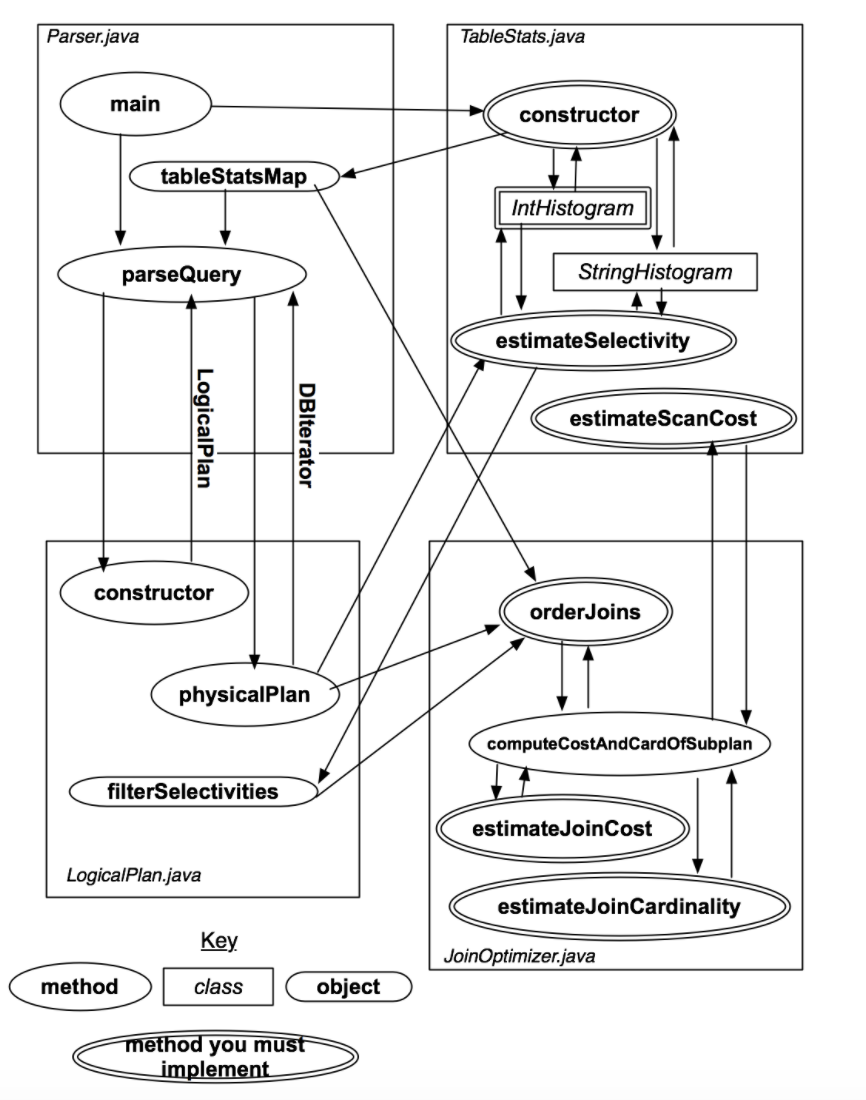 Parser.java
main
tableStatsMap
parseQuery
LogicalPlan
DBIterator
TableStats.java
constructor
IntHistogram
StringHistogram
estimateSelectivity
estimateScanCost
constructor
physicalPlan
filterSelectivities
LogicalPlan.java
orderJoins
computeCostAndCardOfSubplan
estimateJoinCost
estimateJoinCardinality
JoinOptimizer.java
Key
method
class
object
method you must
implement